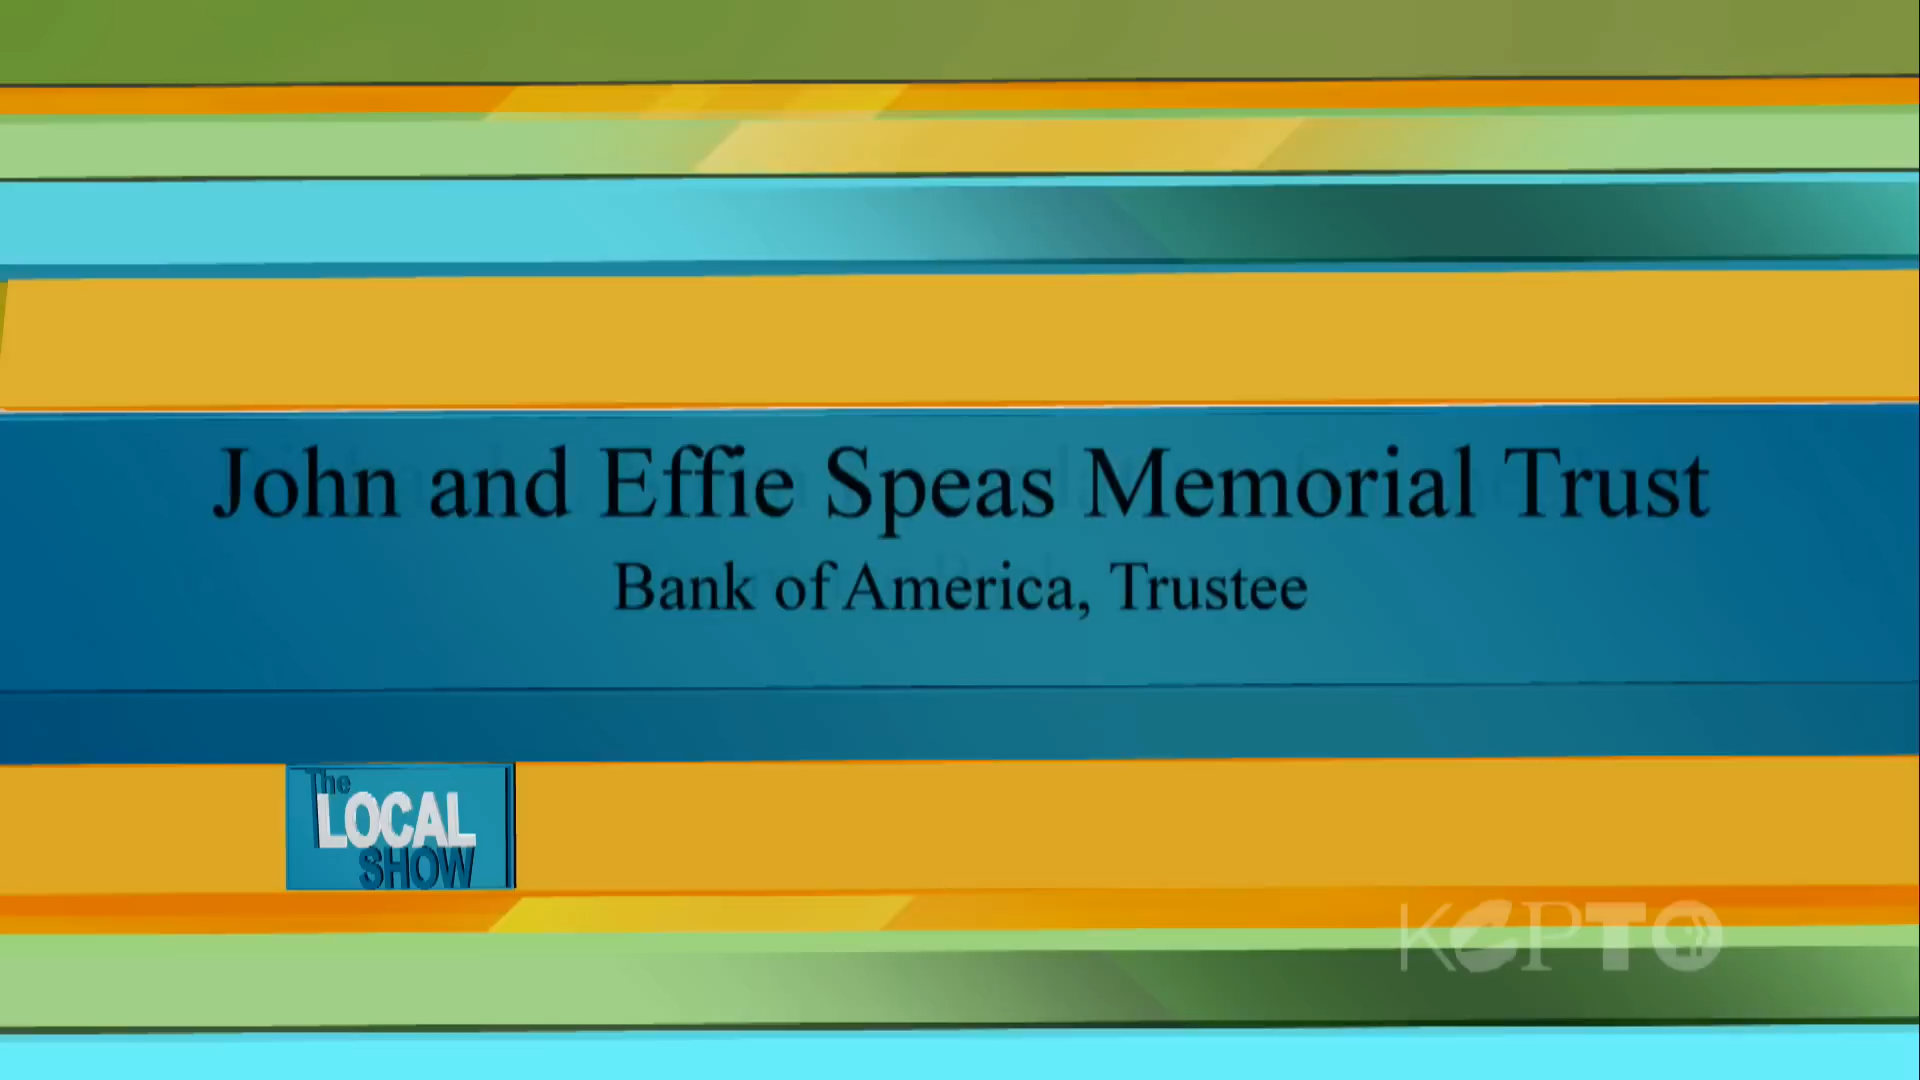 John and Effie Speas Memorial Trust
Bank of America, Trustee
The
LOCAL
SHOW
KCPT